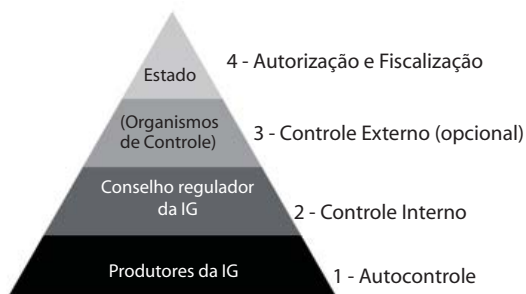 Estado
4 - Autorização e Fiscalização
(Organismos
de Controle)
3 - Controle Externo (opcional)
Conselho regulador
da IG
2 - Controle Interno
Produtores da IG
1 - Autocontrole